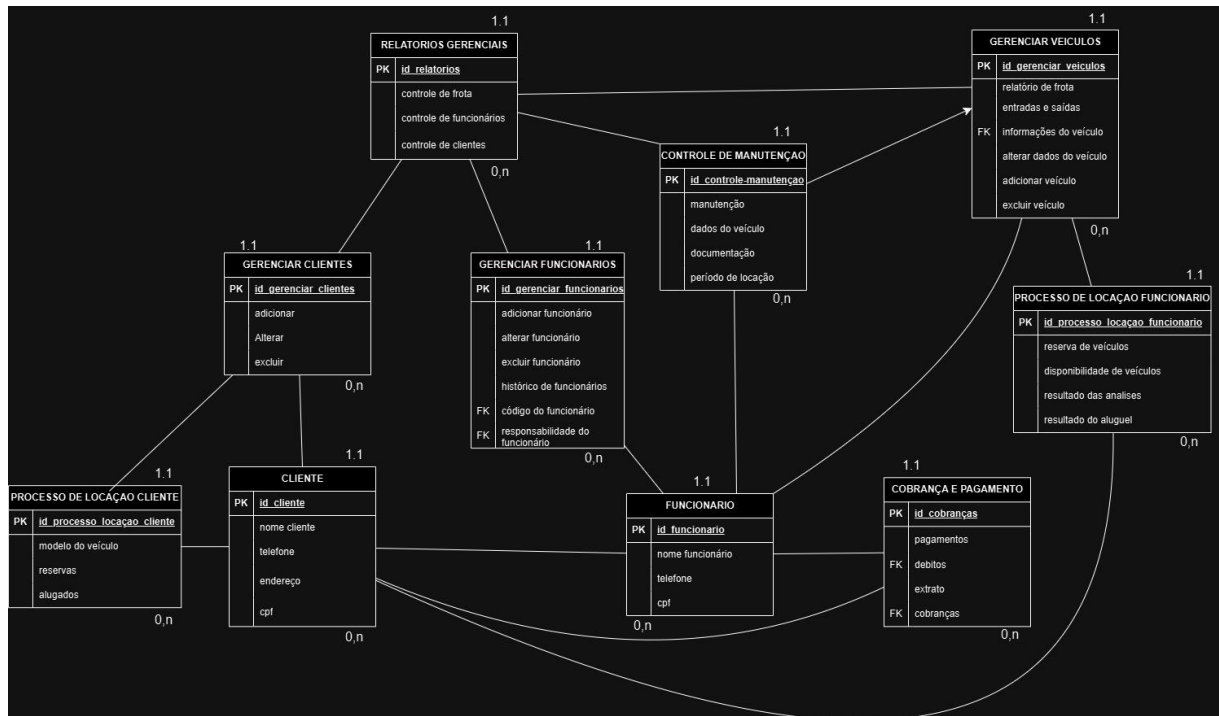 1.1
RELATORIOS GERENCIAIS
PK id_relatorios
controle de frota
controle de funcionários
controle de clientes
0,n
1.1
GERENCIAR VEICULOS
PK id_gerenciar_veiculos
relatório de frota
entradas e saídas
FK informações do veículo
alterar dados do veículo
adicionar veículo
excluir veículo
0,n
1.1
CONTROLE DE MANUTENÇAO
PK id_controle-manutençao
manutenção
dados do veículo
documentação
período de locação
0,n
1.1
GERENCIAR CLIENTES
PK id_gerenciar_clientes
adicionar
Alterar
excluir
0,n
1.1
GERENCIAR FUNCIONARIOS
PK id_gerenciar_funcionarios
adicionar funcionário
alterar funcionário
excluir funcionário
histórico de funcionários
FK código do funcionário
FK responsabilidade do
funcionário
0,n
1.1
PROCESSO DE LOCAÇAO FUNCIONARIO
PK id_processo_locaçao_funcionario
reserva de veículos
disponibilidade de veículos
resultado das analises
resultado do aluguel
0,n
1.1
PROCESSO DE LOCAÇAO CLIENTE
PK id_processo_locaçao_cliente
modelo do veículo
reservas
alugados
0,n
1.1
CLIENTE
PK id_cliente
nome cliente
telefone
endereço
cpf
0,n
1.1
FUNCIONARIO
PK id_funcionario
nome funcionário
telefone
cpf
0,n
1.1
COBRANÇA E PAGAMENTO
PK id_cobranças
pagamentos
FK debitos
extrato
FK cobranças
0,n